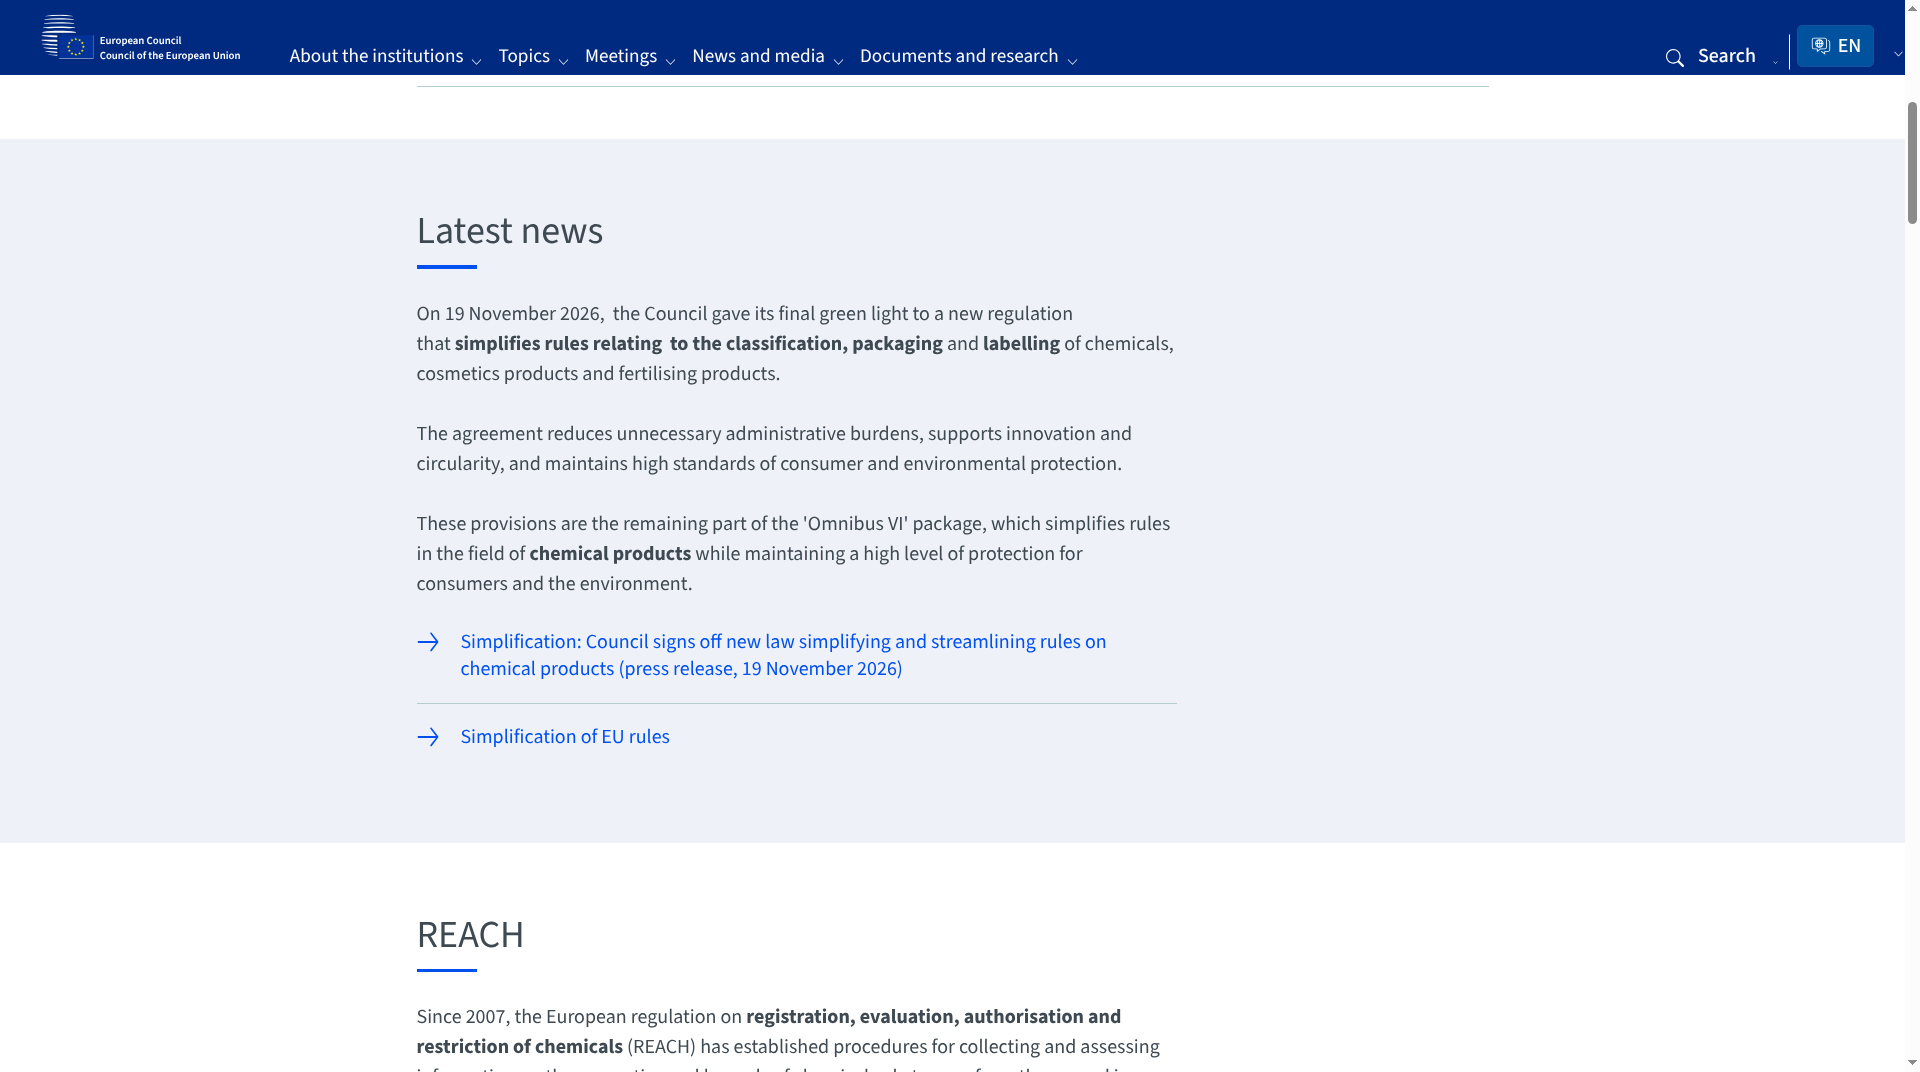 European Council
Council of the European Union
About the institutions
Topics
Meetings
News and media
Documents and research
Search
EN
Latest news
On 19 November 2026,  the Council gave its final green light to a new regulation
that simplifies rules relating  to the classification, packaging and labelling of chemicals,
cosmetics products and fertilising products.
The agreement reduces unnecessary administrative burdens, supports innovation and
circularity, and maintains high standards of consumer and environmental protection.
These provisions are the remaining part of the 'Omnibus VI' package, which simplifies rules
in the field of chemical products while maintaining a high level of protection for
consumers and the environment.
Simplification: Council signs off new law simplifying and streamlining rules on
chemical products (press release, 19 November 2026)
Simplification of EU rules
REACH
Since 2007, the European regulation on registration, evaluation, authorisation and
restriction of chemicals (REACH) has established procedures for collecting and assessing